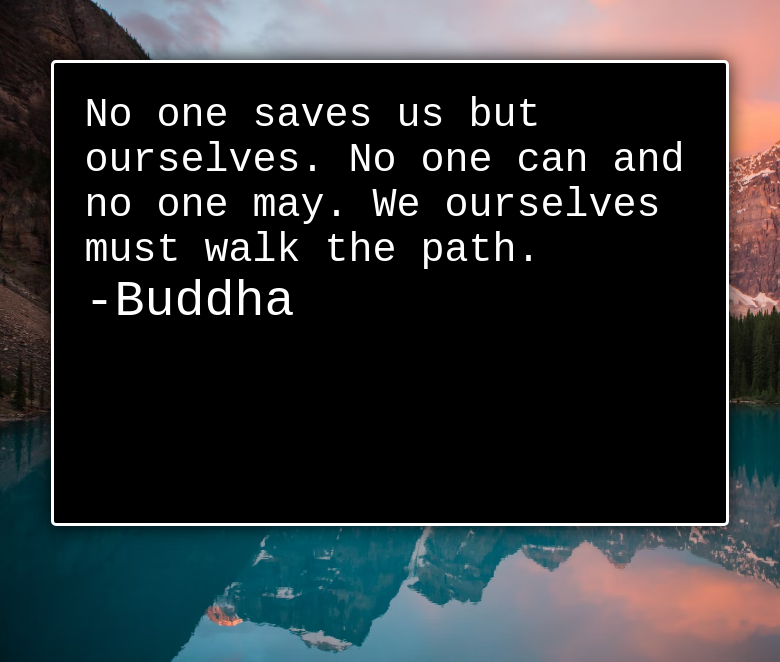 No one saves us but
ourselves. No one can and
no one may. We ourselves
must walk the path.
-Buddha